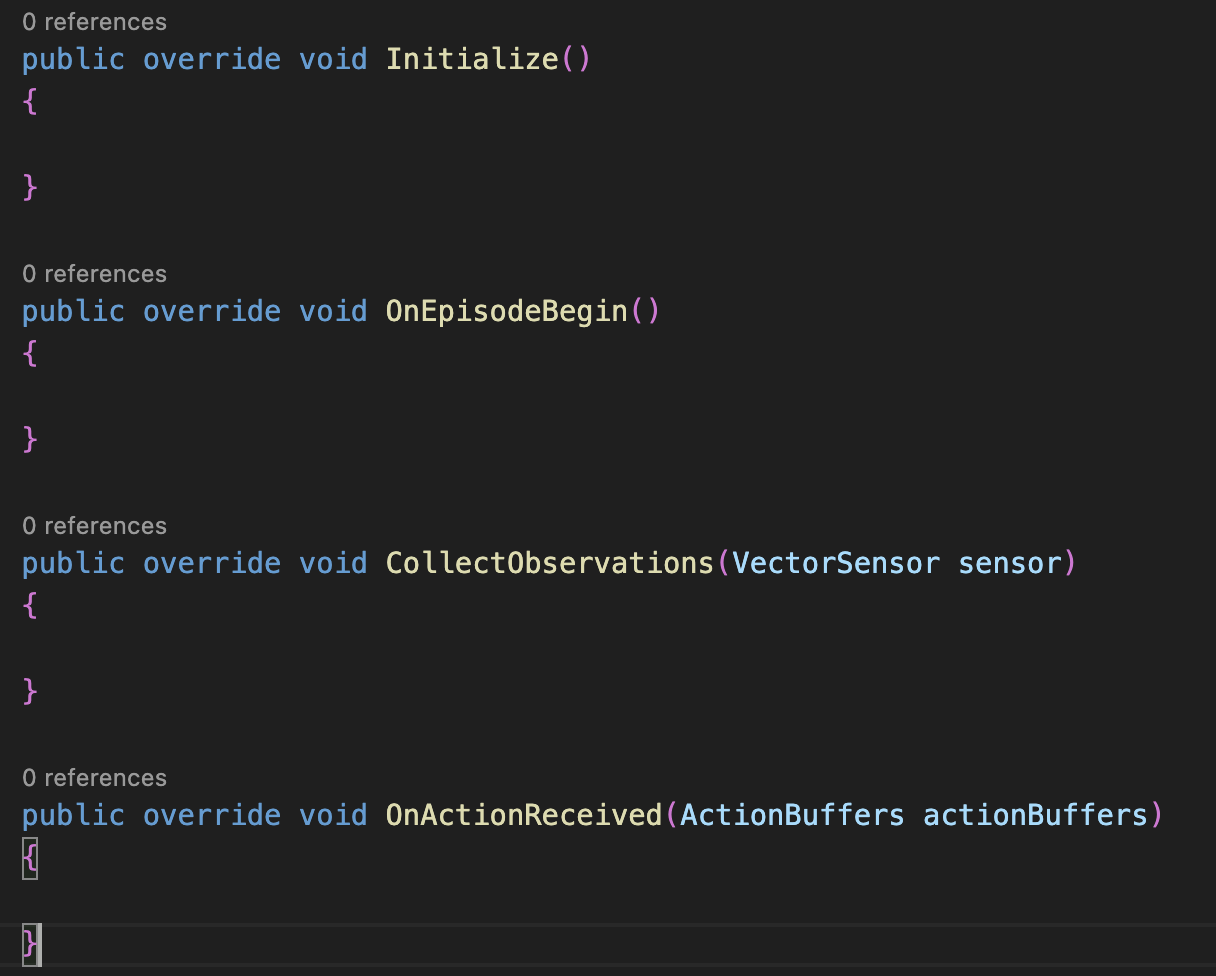 0 references
public override void Initialize()
{
}
0 references
public override void OnEpisodeBegin()
{
}
0 references
public override void CollectObservations(VectorSensor sensor)
{
}
0 references
public override void OnActionReceived(ActionBuffers actionBuffers)
{
}